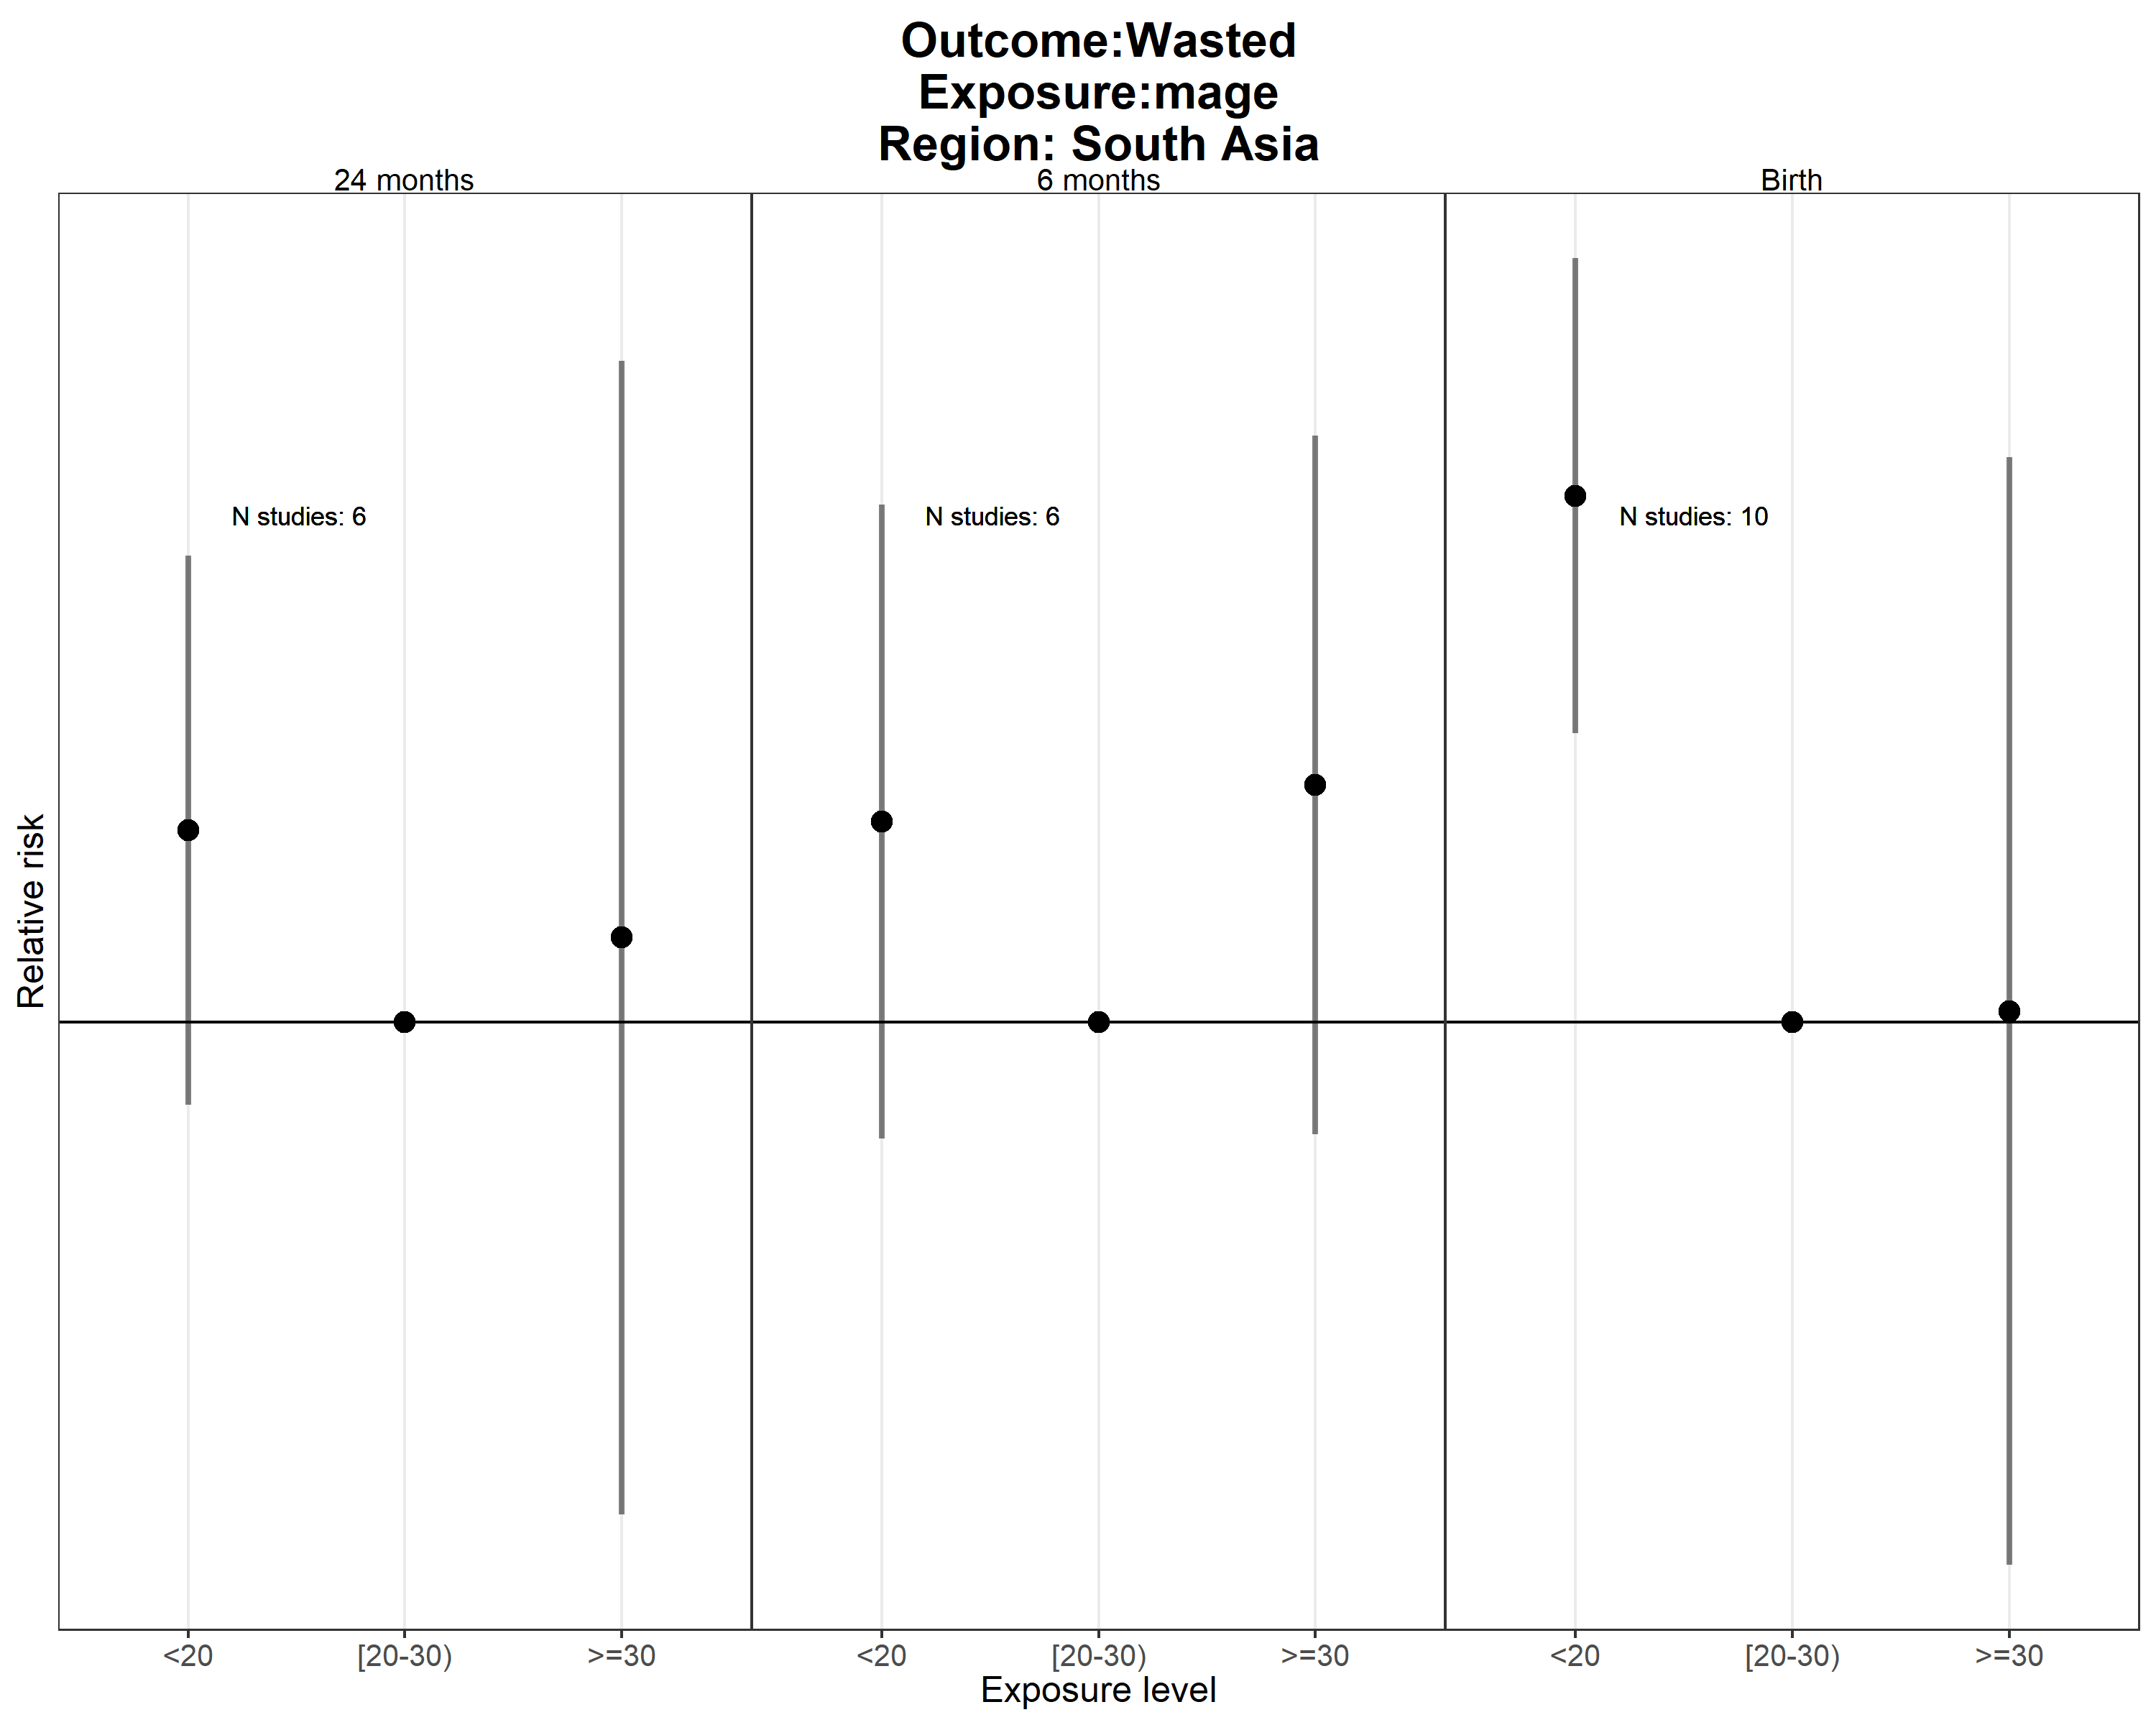 Outcome:Wasted
Exposure:mage
Region: South Asia
24 months
6 months
Birth
N studies: 6
N studies: 6
N studies: 10
Relative risk
<20
[20-30)
>=30
<20
[20-30)
>=30
<20
[20-30)
>=30
Exposure level